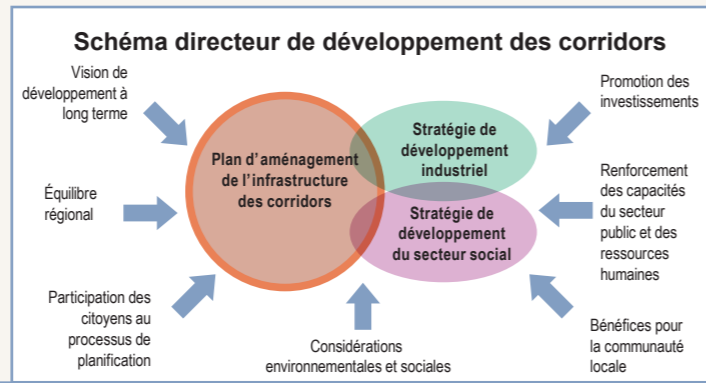 Schéma directeur de développement des corridors
Vision de
développement à
long terme
Équilibre
régional
Participation des
citoyens au
processus de
planification
Plan d'aménagement
de l'infrastructure
des corridors
Stratégie de
développement
industriel
Stratégie de
développement
du secteur social
Considérations
environnementales et sociales
Promotion des
investissements
Renforcement
des capacités
du secteur
public et des
ressources
humaines
Bénéfices pour
la communauté
locale